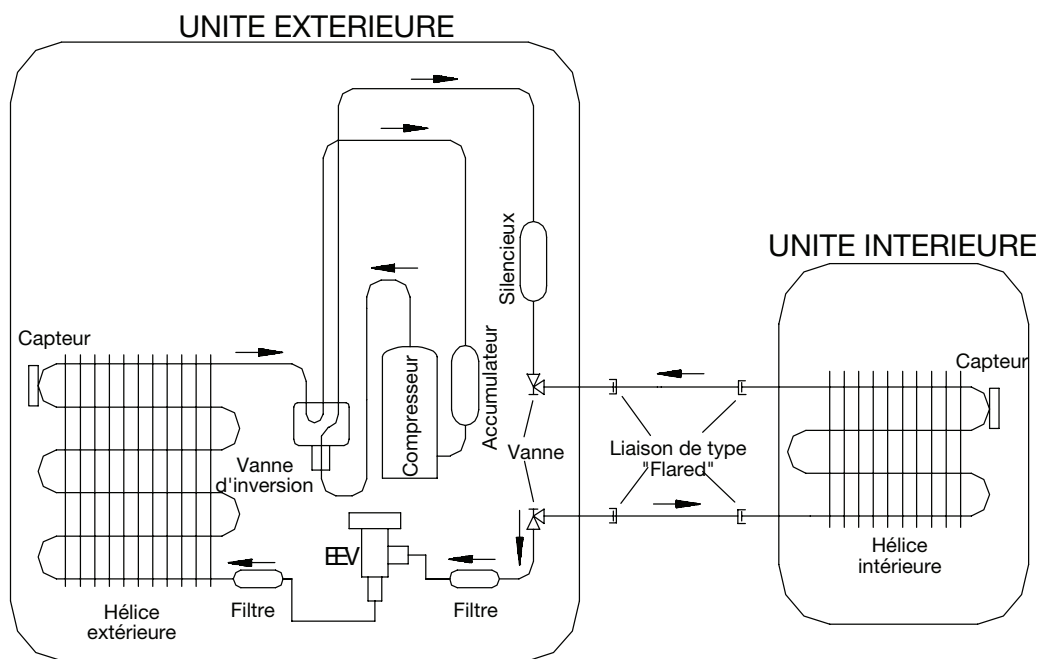 UNITE EXTERIEURE
Silencieux
UNITE INTERIEURE
Capteur
Compresseur
Accumulateur
Capteur
Vanne
d'inversion
Vanne
Liaison de type
"Flared"
EEV
Hélice
intérieure
Hélice
extérieure
Filtre
Filtre